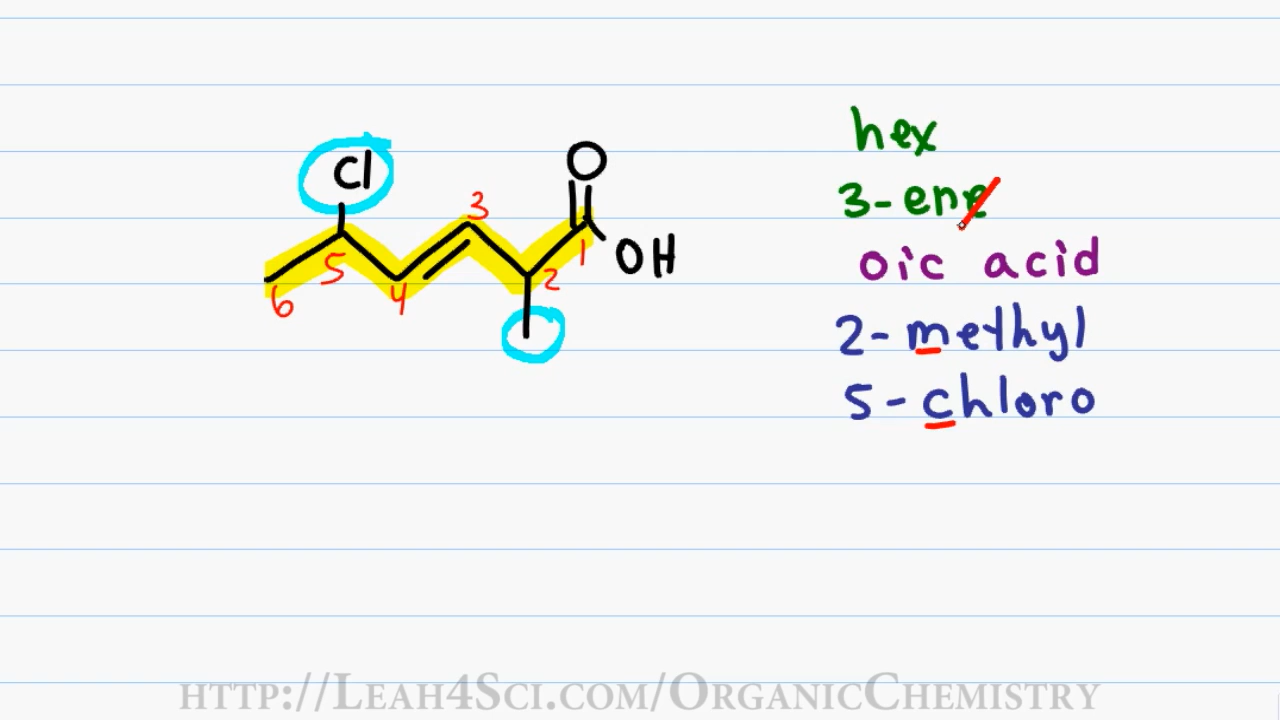 Cl
O
OH
6
5
4
3
2
1
hex
3-ene
oic acid
2-methyl
5-chloro
http://Leah4Sci.com/OrganicChemistry